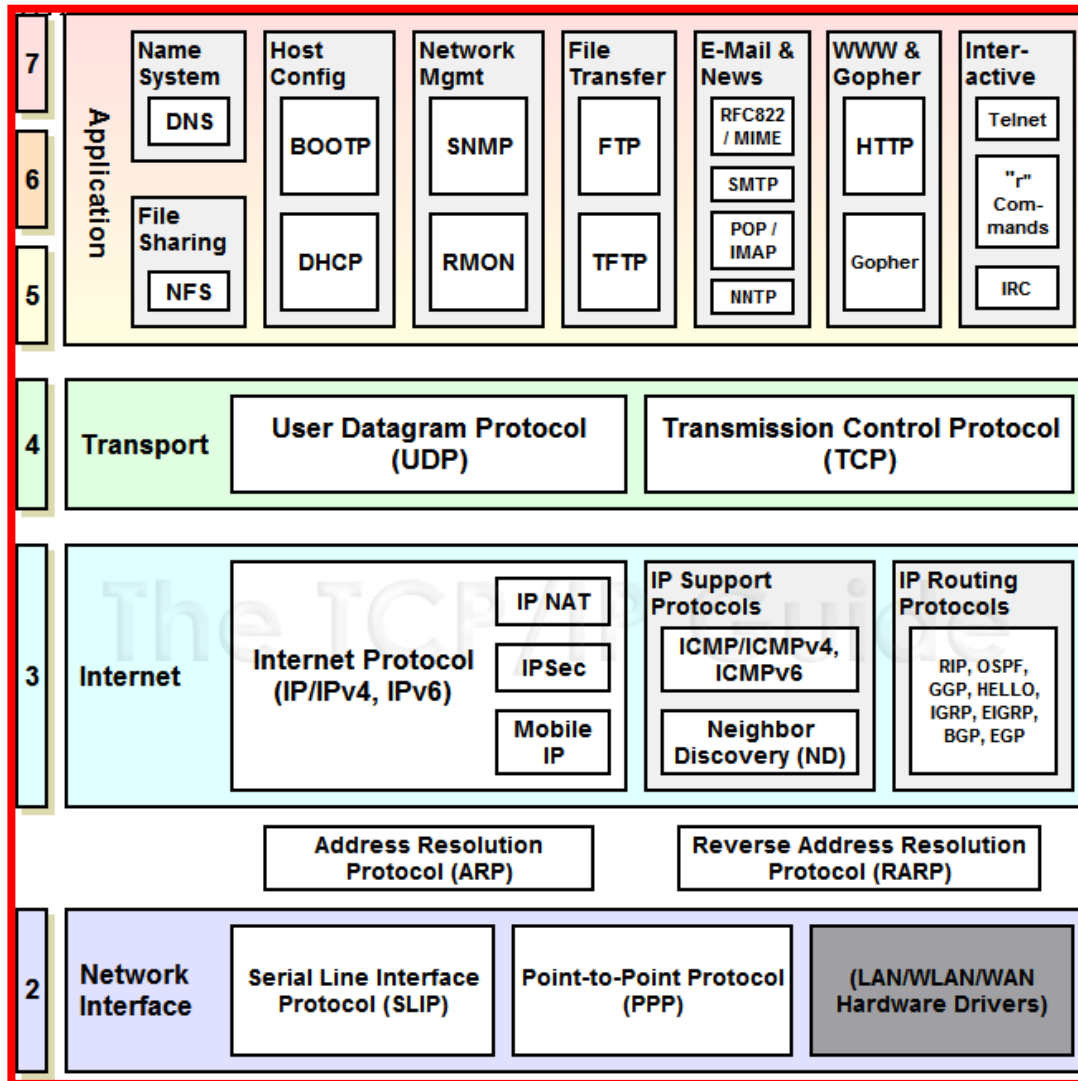 7
6
5
Application
Name
System
DNS
File
Sharing
NFS
Host
Config
BOOTP
DHCP
Network
Mgmt
SNMP
RMON
File
Transfer
FTP
TFTP
E-Mail &
News
RFC822
/ MIME
SMTP
POP /
IMAP
NNTP
WWW &
Gopher
HTTP
Gopher
Inter-
active
Telnet
"r"
Com-
mands
IRC
4
Transport
User Datagram Protocol
(UDP)
Transmission Control Protocol
(TCP)
The TCP/IP Guide
3
Internet
Internet Protocol
(IP/IPv4, IPv6)
IP NAT
IPSec
Mobile
IP
IP Support
Protocols
ICMP/ICMPv4,
ICMPv6
Neighbor
Discovery (ND)
IP Routing
Protocols
RIP, OSPF,
GGP, HELLO,
IGRP, EIGRP,
BGP, EGP
Address Resolution
Protocol (ARP)
Reverse Address Resolution
Protocol (RARP)
2
Network
Interface
Serial Line Interface
Protocol (SLIP)
Point-to-Point Protocol
(PPP)
(LAN/WLAN/WAN
Hardware Drivers)